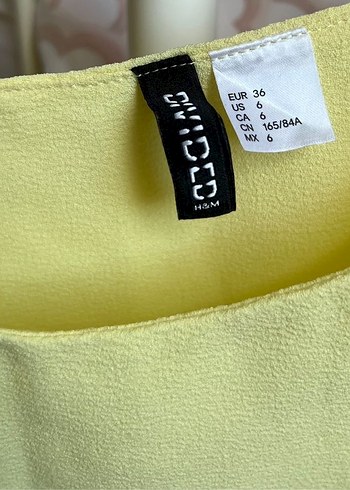 DIVIDED
H&M
EUR 36
US 6
CA 6
CN 165/84A
MX 6